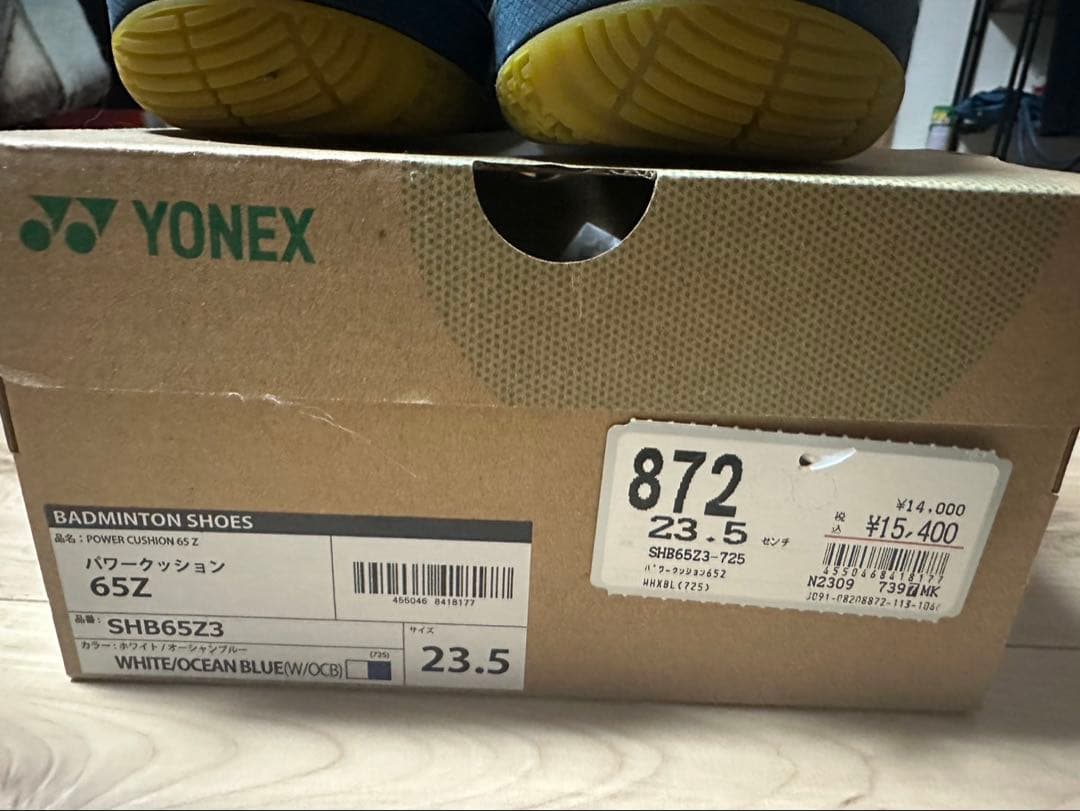 YONEX
BADMINTON SHOES
品名：POWER CUSHION 65 Z
パワークッション
65Z
455046 8418177
品番：
SHB65Z3
カラー：ホワイト/オーシャンブルー
(725)
WHITE/OCEAN BLUE(W/OCB)
サイズ
23.5
872
23.5 センチ
SHB65Z3-725
ﾊﾟﾜｰｸｯｼｮﾝ65Z
WHXBL(725)
¥14,000
税込 ¥15,400
4550468418177
N2309 7397MK